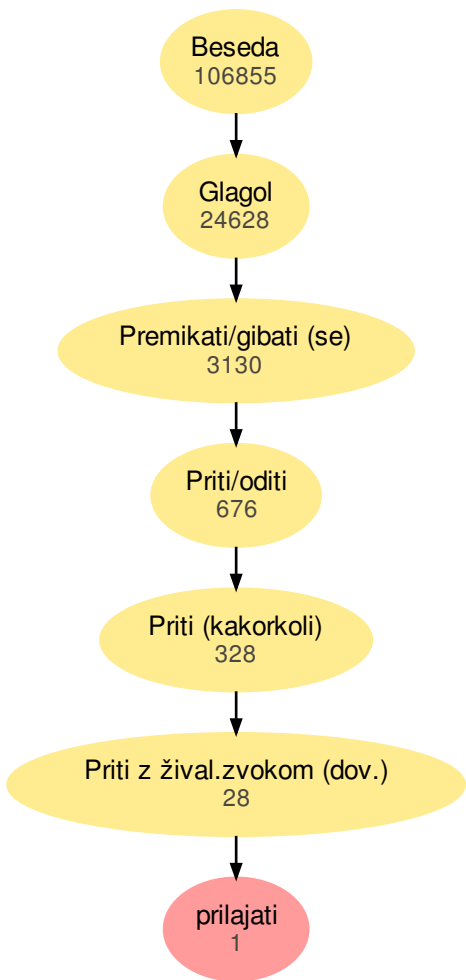 Beseda
106855
Glagol
24628
Premikati/gibati (se)
3130
Priti/oditi
676
Priti (kakorkoli)
328
Priti z žival.zvokom (dov.)
28
prilajati
1